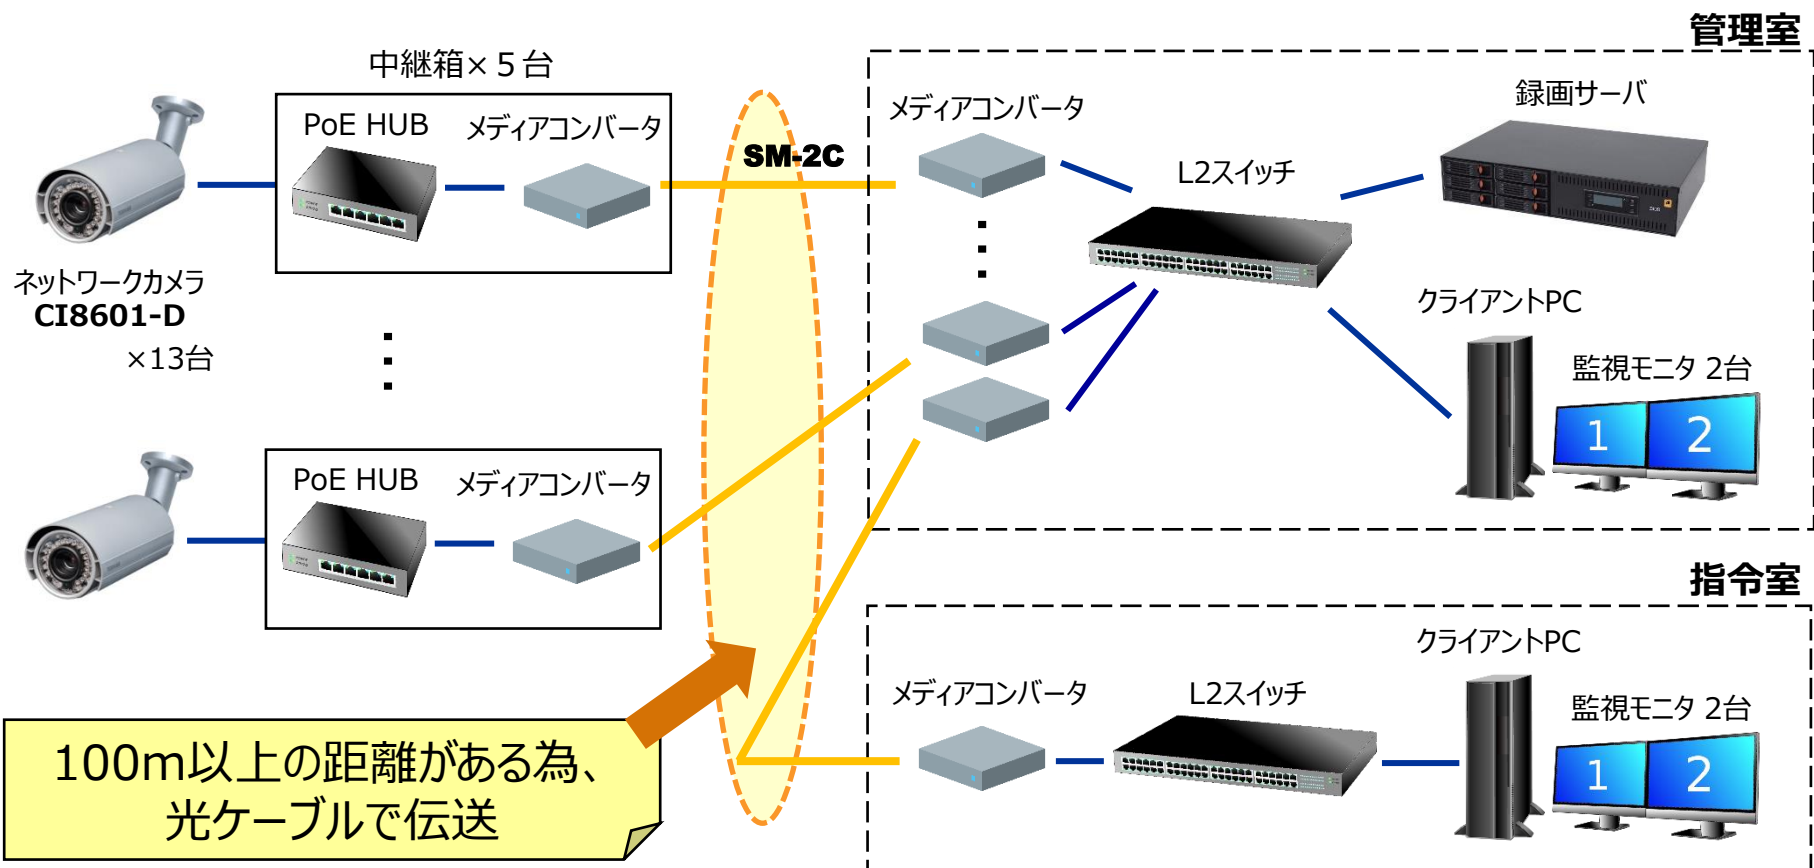 管理室
中継箱×５台
PoE HUB
メディアコンバータ
SM-2C
メディアコンバータ
L2スイッチ
録画サーバ
ネットワークカメラ
CI8601-D
×13台
クライアントPC
監視モニタ 2台
1
2
PoE HUB
メディアコンバータ
指令室
クライアントPC
メディアコンバータ
L2スイッチ
監視モニタ 2台
1
2
100m以上の距離がある為、
光ケーブルで伝送